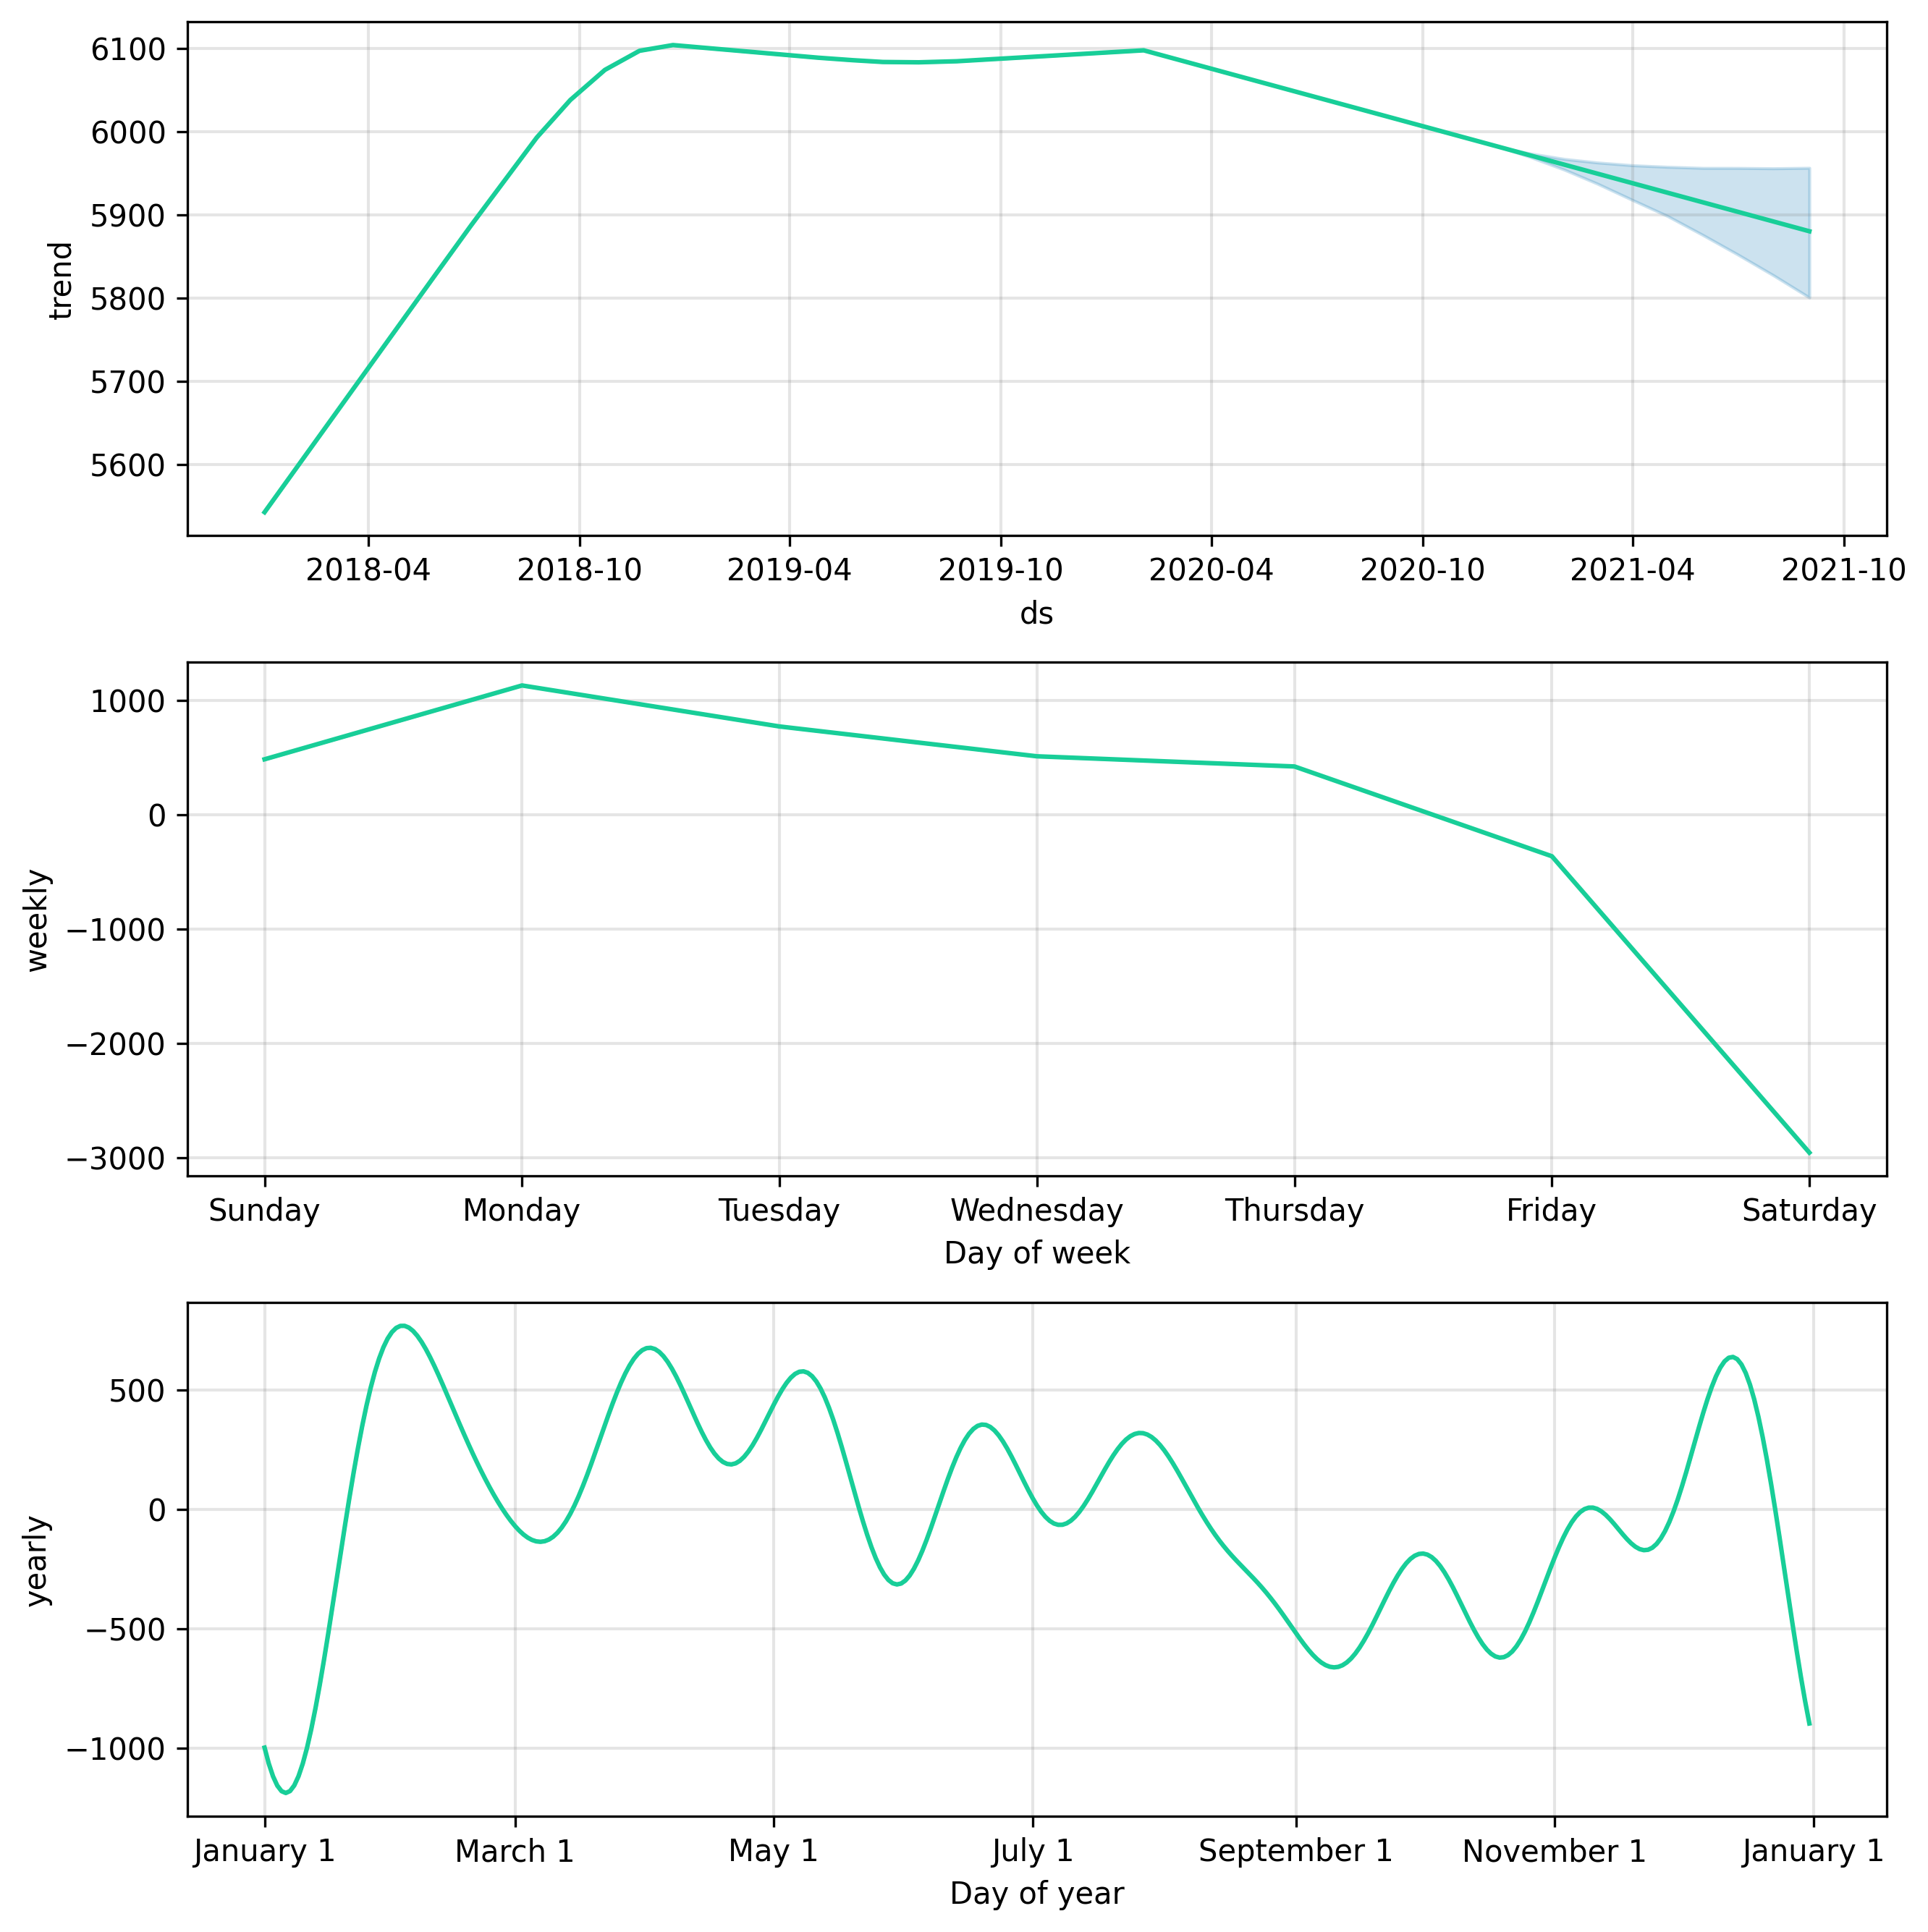 6100
6000
5900
5800
5700
5600
trend
2018-04 2018-10 2019-04 2019-10 2020-04 2020-10 2021-04 2021-10
ds
1000
0
−1000
−2000
−3000
weekly
Sunday Monday Tuesday Wednesday Thursday Friday Saturday
Day of week
500
0
−500
−1000
yearly
January 1 March 1 May 1 July 1 September 1 November 1 January 1
Day of year